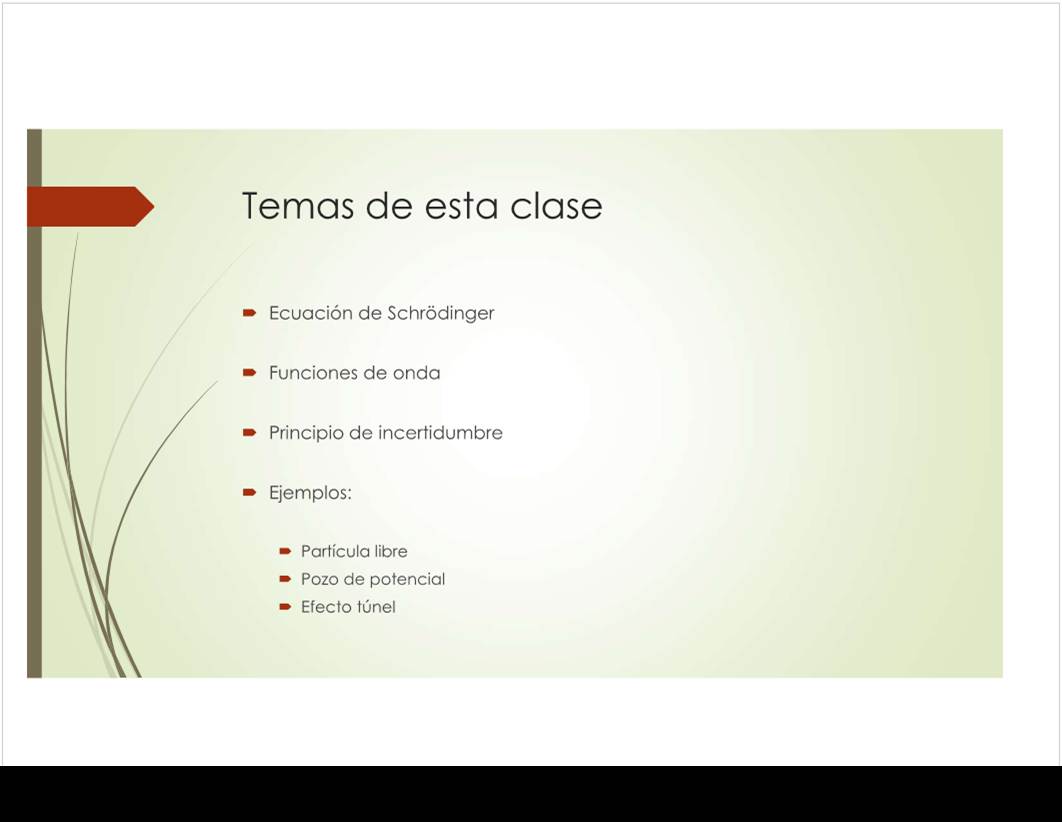 Temas de esta clase
Ecuación de Schrödinger
Funciones de onda
Principio de incertidumbre
Ejemplos:
Partícula libre
Pozo de potencial
Efecto túnel